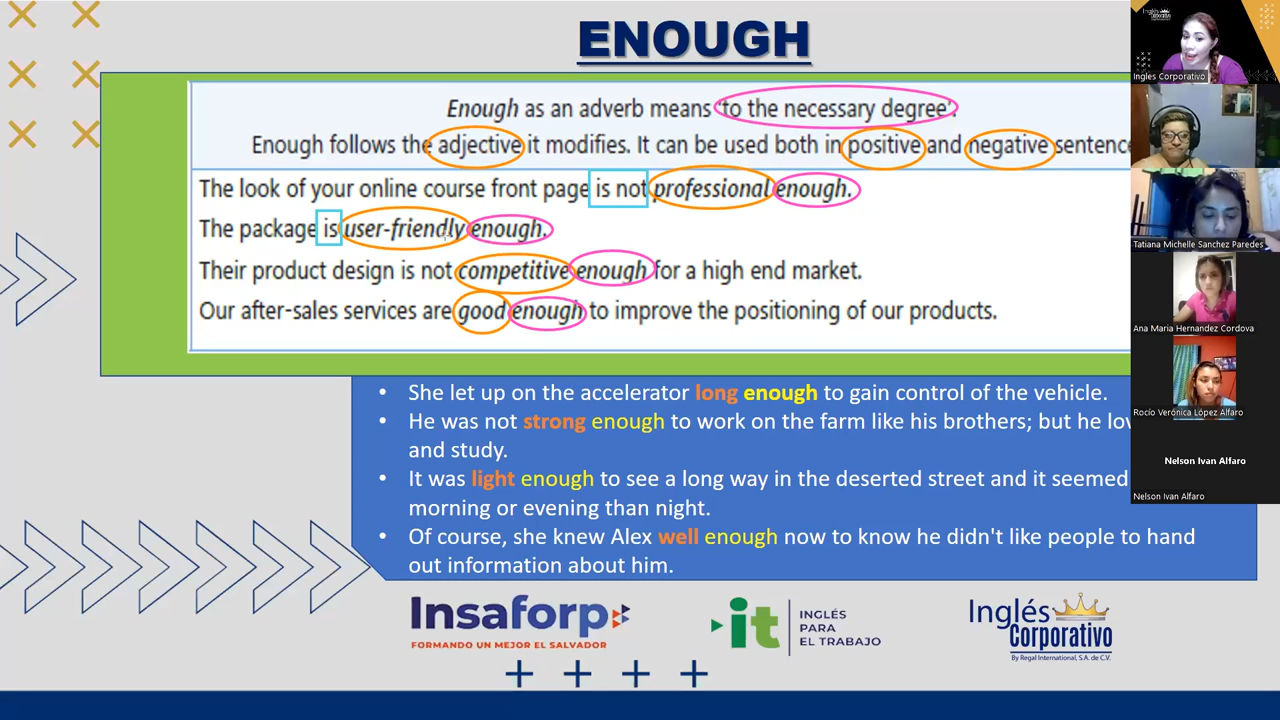 ENOUGH
Enough as an adverb means 'to the necessary degree'.
Enough follows the adjective it modifies. It can be used both in positive and negative
The look of your online course front page is not professional enough.
The package is user-friendly enough.
Their product design is not competitive enough for a high end market.
Our after-sales services are good enough to improve the positioning of our products.
• She let up on the accelerator long enough to gain control of the vehicle.
• He was not strong enough to work on the farm like his brothers; but he
and study.
• It was light enough to see a long way in the deserted street and it seemed
morning or evening than night.
• Of course, she knew Alex well enough now to know he didn't like people to hand
out information about him.
Insaforp
FORMANDO UN MEJOR EL SALVADOR
it
INGLÉS
PARA
EL TRABAJO
Inglés
Corporativo
By Regal International, S.A. de C.V.
Inglés
Corporativo
Ingles Corporativo
Tatiana Michelle Sanchez Paredes
Ana Maria Hernandez Cordova
Rocío Verónica López Alfaro
Nelson Ivan Alfaro
Nelson Ivan Alfaro